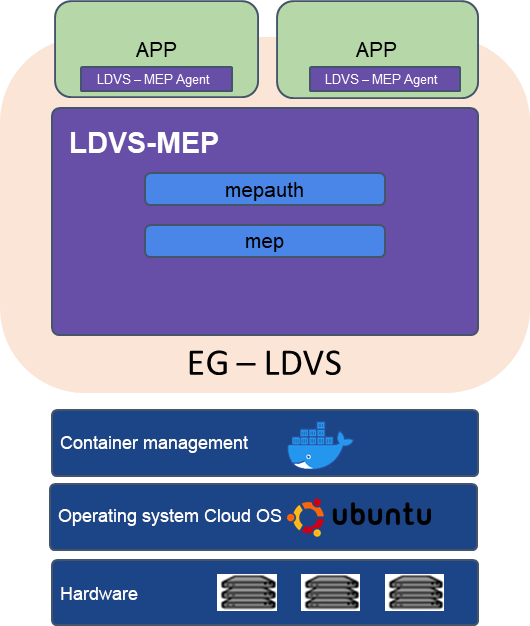 APP
LDVS – MEP Agent
APP
LDVS – MEP Agent
LDVS-MEP
mepauth
mep
EG – LDVS
Container management
Operating system Cloud OS
ubuntu
Hardware